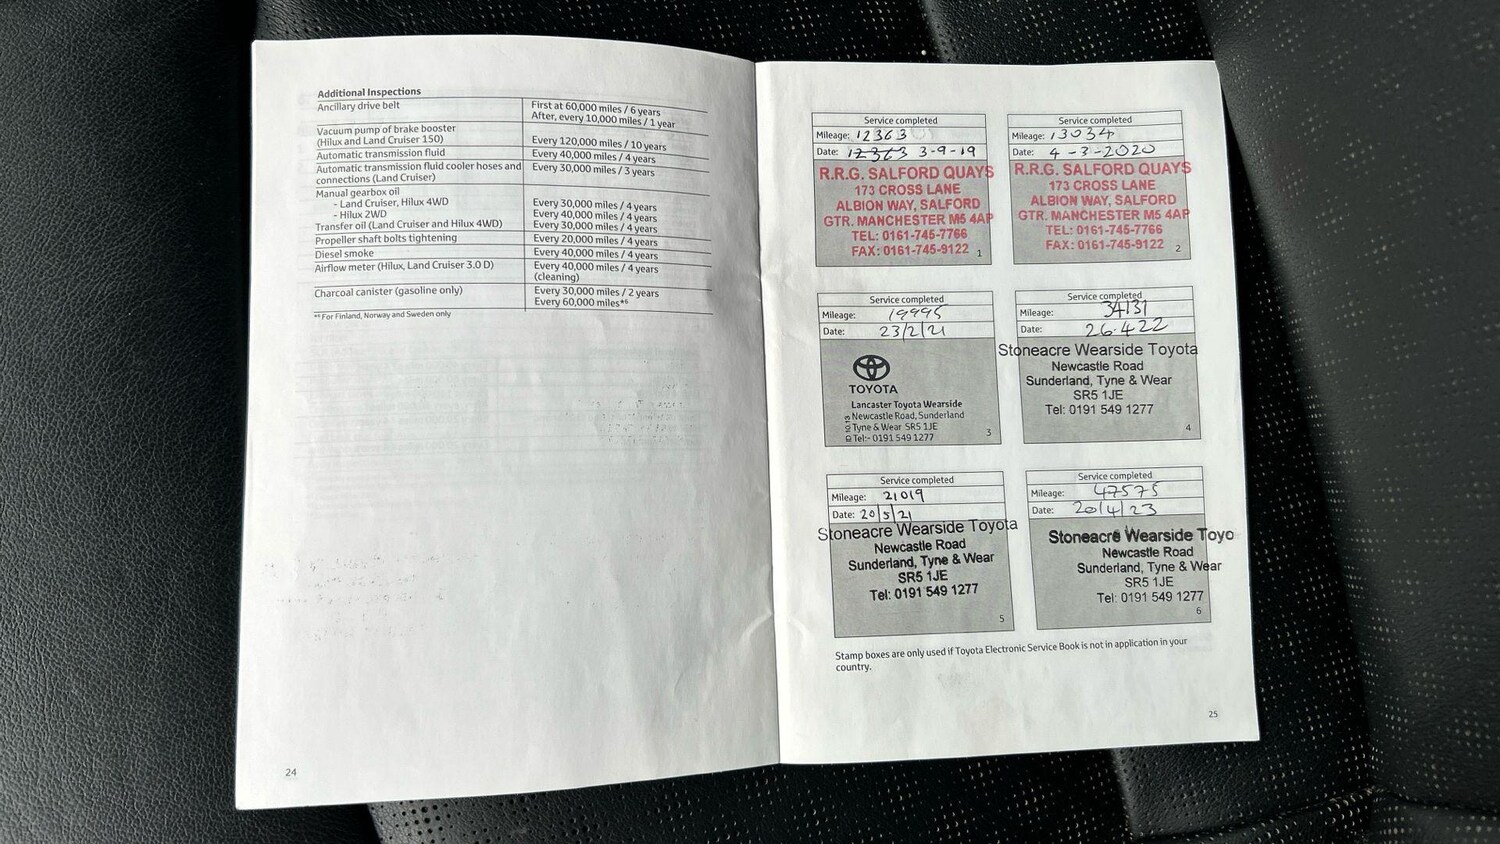 Additional Inspections
Ancillary drive belt First at 60,000 miles / 6 years
After, every 10,000 miles / 1 year
Vacuum pump of brake booster
(Hilux and Land Cruiser 150) Every 120,000 miles / 10 years
Automatic transmission fluid Every 40,000 miles / 4 years
Automatic transmission fluid cooler hoses and Every 30,000 miles / 3 years
connections (Land Cruiser)
Manual gearbox oil
- Land Cruiser, Hilux 4WD Every 30,000 miles / 4 years
- Hilux 2WD Every 40,000 miles / 4 years
Transfer oil (Land Cruiser and Hilux 4WD) Every 30,000 miles / 4 years
Propeller shaft bolts tightening Every 20,000 miles / 4 years
Diesel smoke Every 40,000 miles / 4 years
Airflow meter (Hilux, Land Cruiser 3.0 D) Every 40,000 miles / 4 years
(cleaning)
Charcoal canister (gasoline only) Every 30,000 miles / 2 years
Every 60,000 miles*⁶
*⁶ For Finland, Norway and Sweden only
24
Service completed
Mileage: 12363
Date: 12363 3-9-19
R.R.G. SALFORD QUAYS
173 CROSS LANE
ALBION WAY, SALFORD
GTR. MANCHESTER M5 4AP
TEL: 0161-745-7766
FAX: 0161-745-9122
1
Service completed
Mileage: 13034
Date: 4-3-2020
R.R.G. SALFORD QUAYS
173 CROSS LANE
ALBION WAY, SALFORD
GTR. MANCHESTER M5 4AP
TEL: 0161-745-7766
FAX: 0161-745-9122
2
Service completed
Mileage: 19995
Date: 23/2/21
TOYOTA
Lancaster Toyota Wearside
Newcastle Road, Sunderland
Tyne & Wear SR5 1JE
Tel:- 0191 549 1277
3
Service completed
Mileage: 34131
Date: 26.4.22
Stoneacre Wearside Toyota
Newcastle Road
Sunderland, Tyne & Wear
SR5 1JE
Tel: 0191 549 1277
4
Service completed
Mileage: 21019
Date: 20/5/21
Stoneacre Wearside Toyota
Newcastle Road
Sunderland, Tyne & Wear
SR5 1JE
Tel: 0191 549 1277
5
Service completed
Mileage: 47575
Date: 20/4/23
Stoneacre Wearside Toyo
Newcastle Road
Sunderland, Tyne & Wear
SR5 1JE
Tel: 0191 549 1277
6
Stamp boxes are only used if Toyota Electronic Service Book is not in application in your
country.
25